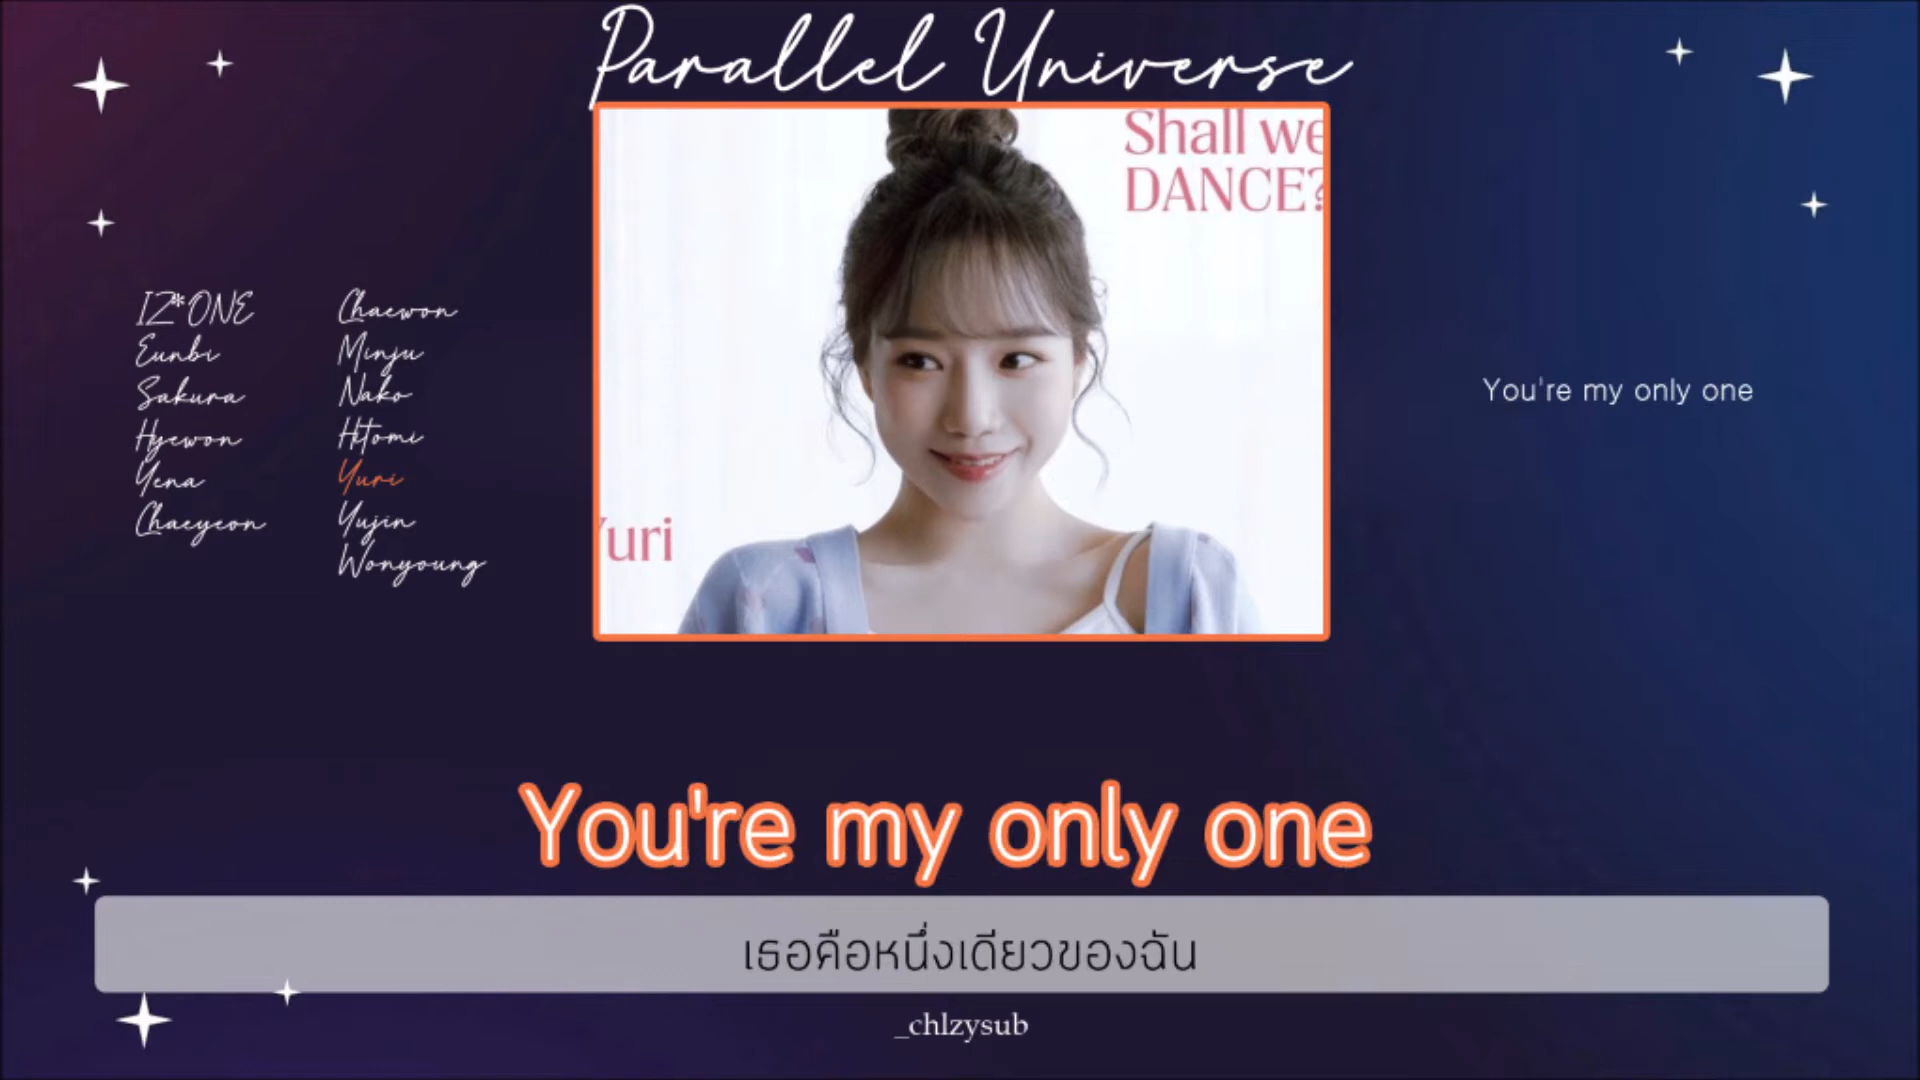 Parallel Universe
Shall we
DANCE?
IZ*ONE
Eunbi
Sakura
Hyewon
Yena
Chaeyeon
Chaewon
Minju
Nako
Hitomi
Yuri
Yujin
Wonyoung
Yuri
You're my only one
You're my only one
เธอคือหนึ่งเดียวของฉัน
_chlzysub